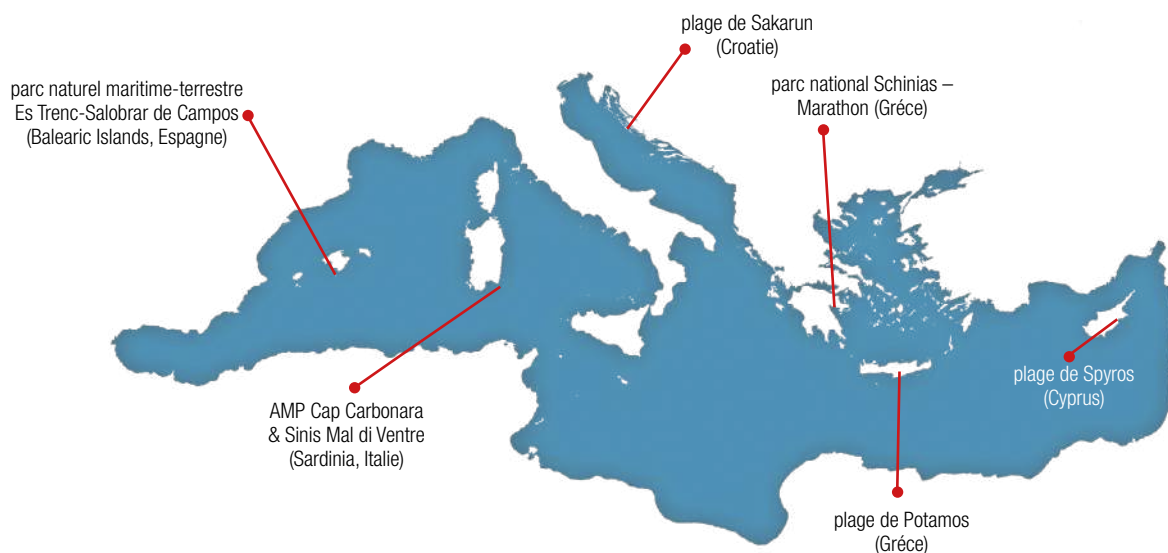 plage de Sakarun
(Croatie)
parc naturel maritime-terrestre
Es Trenc-Salobrar de Campos
(Balearic Islands, Espagne)
parc national Schinias –
Marathon (Gréce)
plage de Spyros
(Cyprus)
AMP Cap Carbonara
& Sinis Mal di Ventre
(Sardinia, Italie)
plage de Potamos
(Gréce)